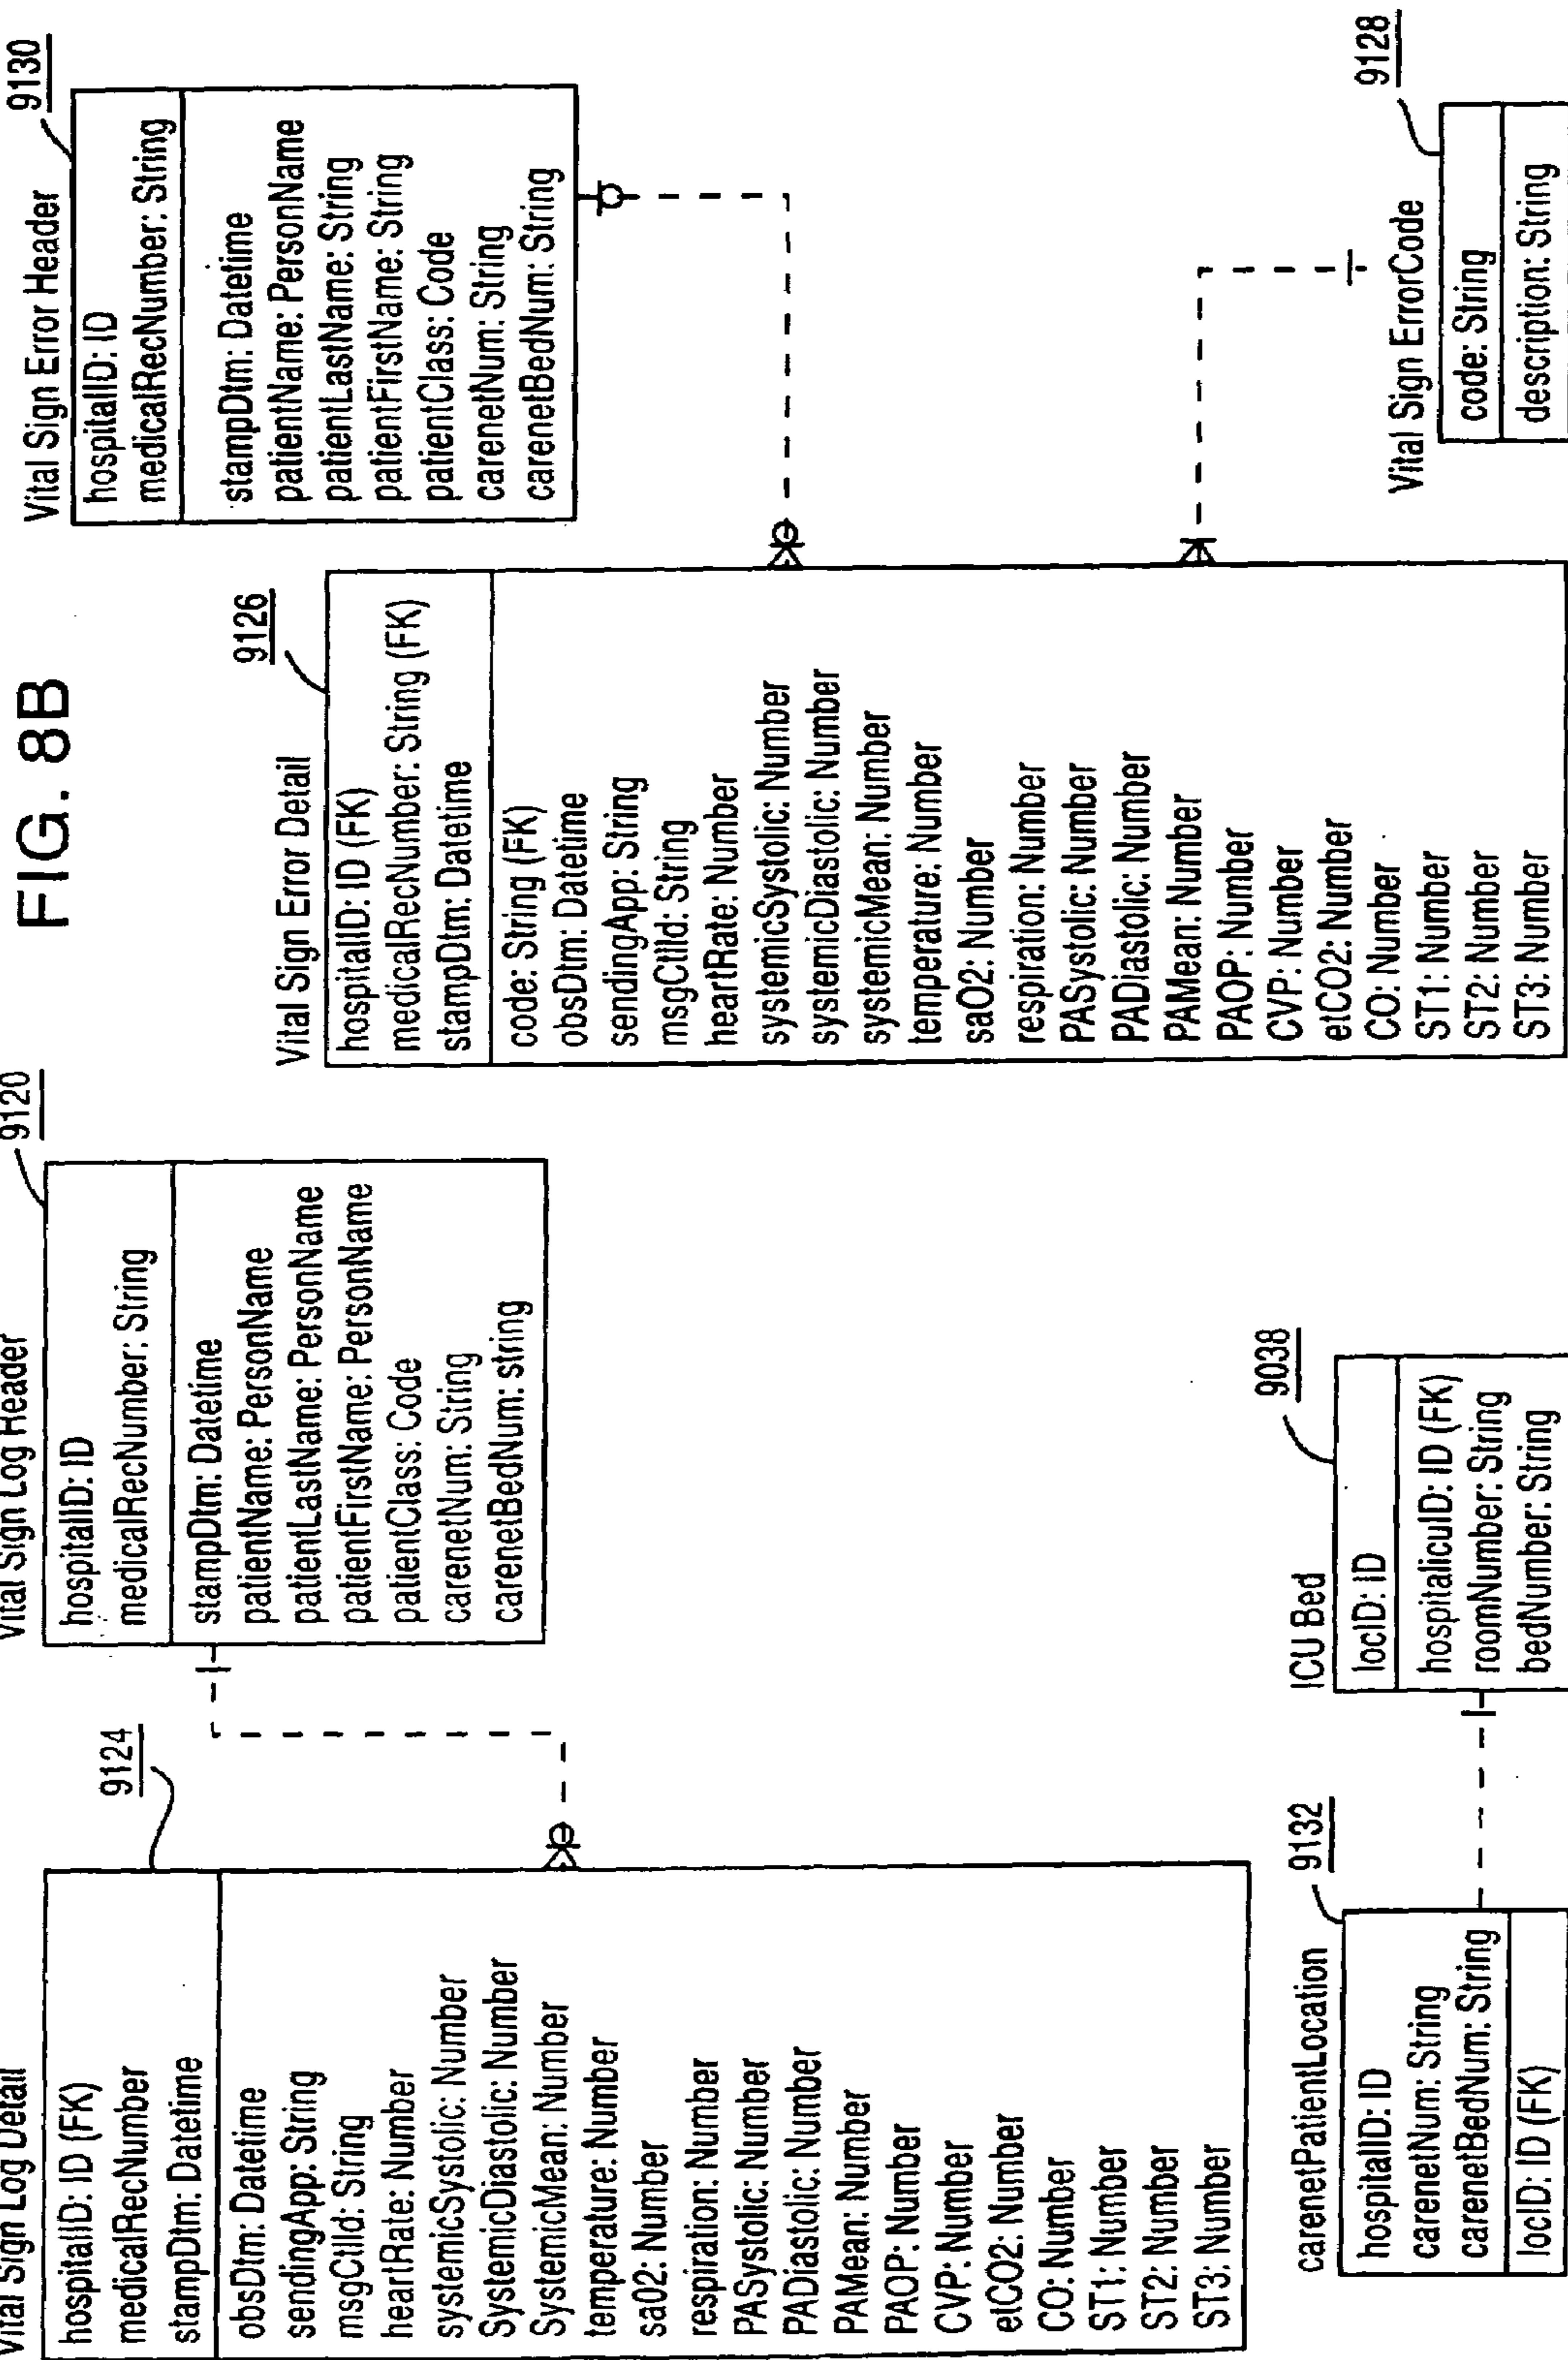 FIG. 8B
Vital Sign Log Detail
9124
hospitalID: ID (FK)
medicalRecNumber
stampDtm: Datetime
obsDtm: Datetime
sendingApp: String
msgCtlId: String
heartRate: Number
systemicSystolic: Number
SystemicDiastolic: Number
SystemicMean: Number
temperature: Number
sa02: Number
respiration: Number
PASystolic: Number
PADiastolic: Number
PAMean: Number
PAOP: Number
CVP: Number
etCO2: Number
CO: Number
ST1: Number
ST2: Number
ST3: Number
Vital Sign Log Header
9120
hospitalID: ID
medicalRecNumber: String
stampDtm: Datetime
patientName: PersonName
patientLastName: PersonName
patientFirstName: PersonName
patientClass: Code
carenetNum: String
carenetBedNum: string
Vital Sign Error Detail
9126
hospitalID: ID (FK)
medicalRecNumber: String (FK)
stampDtm: Datetime
code: String (FK)
obsDtm: Datetime
sendingApp: String
msgCtlId: String
heartRate: Number
systemicSystolic: Number
systemicDiastolic: Number
systemicMean: Number
temperature: Number
saO2: Number
respiration: Number
PASystolic: Number
PADiastolic: Number
PAMean: Number
PAOP: Number
CVP: Number
etCO2: Number
CO: Number
ST1: Number
ST2: Number
ST3: Number
Vital Sign Error Header
9130
hospitalID: ID
medicalRecNumber: String
stampDtm: Datetime
patientName: PersonName
patientLastName: String
patientFirstName: String
patientClass: Code
carenetNum: String
carenetBedNum: String
carenetPatientLocation
9132
hospitalID: ID
carenetNum: String
carenetBedNum: String
locID: ID (FK)
ICU Bed
9038
locID: ID
hospitalicuID: ID (FK)
roomNumber: String
bedNumber: String
Vital Sign ErrorCode
9128
code: String
description: String